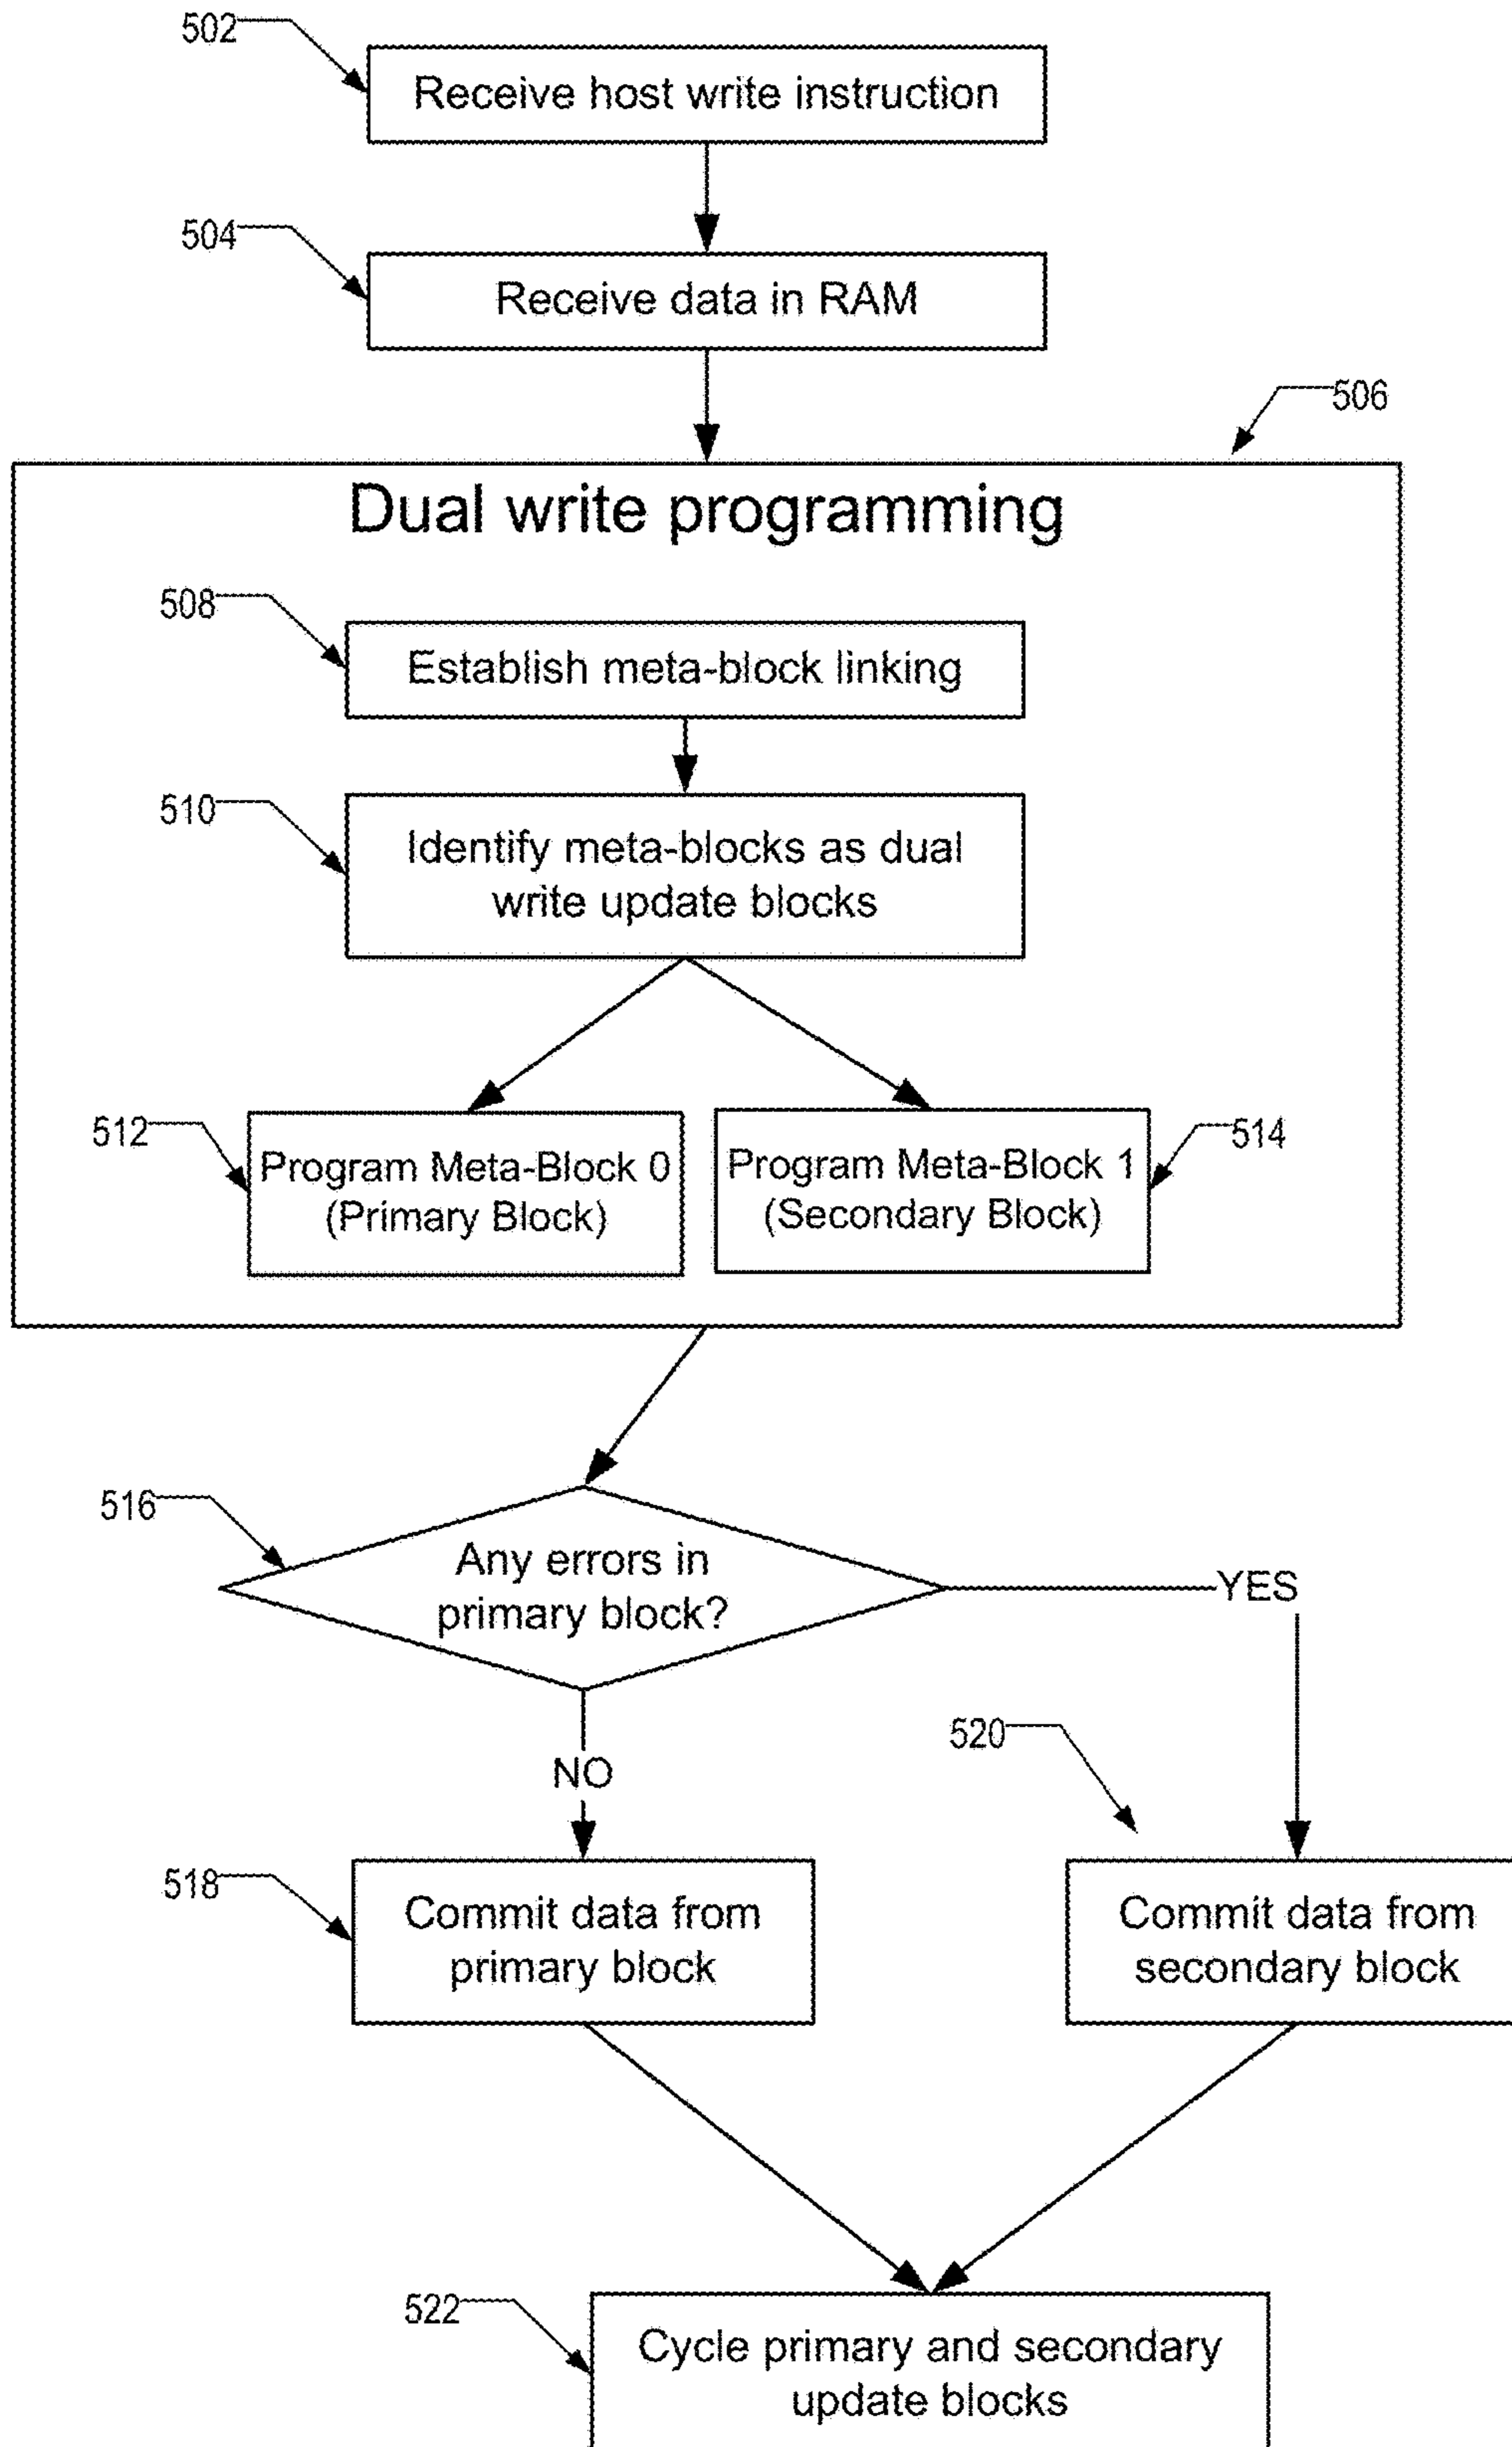 502
Receive host write instruction
504
Receive data in RAM
506
Dual write programming
508
Establish meta-block linking
510
Identify meta-blocks as dual
write update blocks
512
Program Meta-Block 0
(Primary Block)
Program Meta-Block 1
(Secondary Block)
514
516
Any errors in
primary block?
YES
NO
520
518
Commit data from
primary block
Commit data from
secondary block
522
Cycle primary and secondary
update blocks